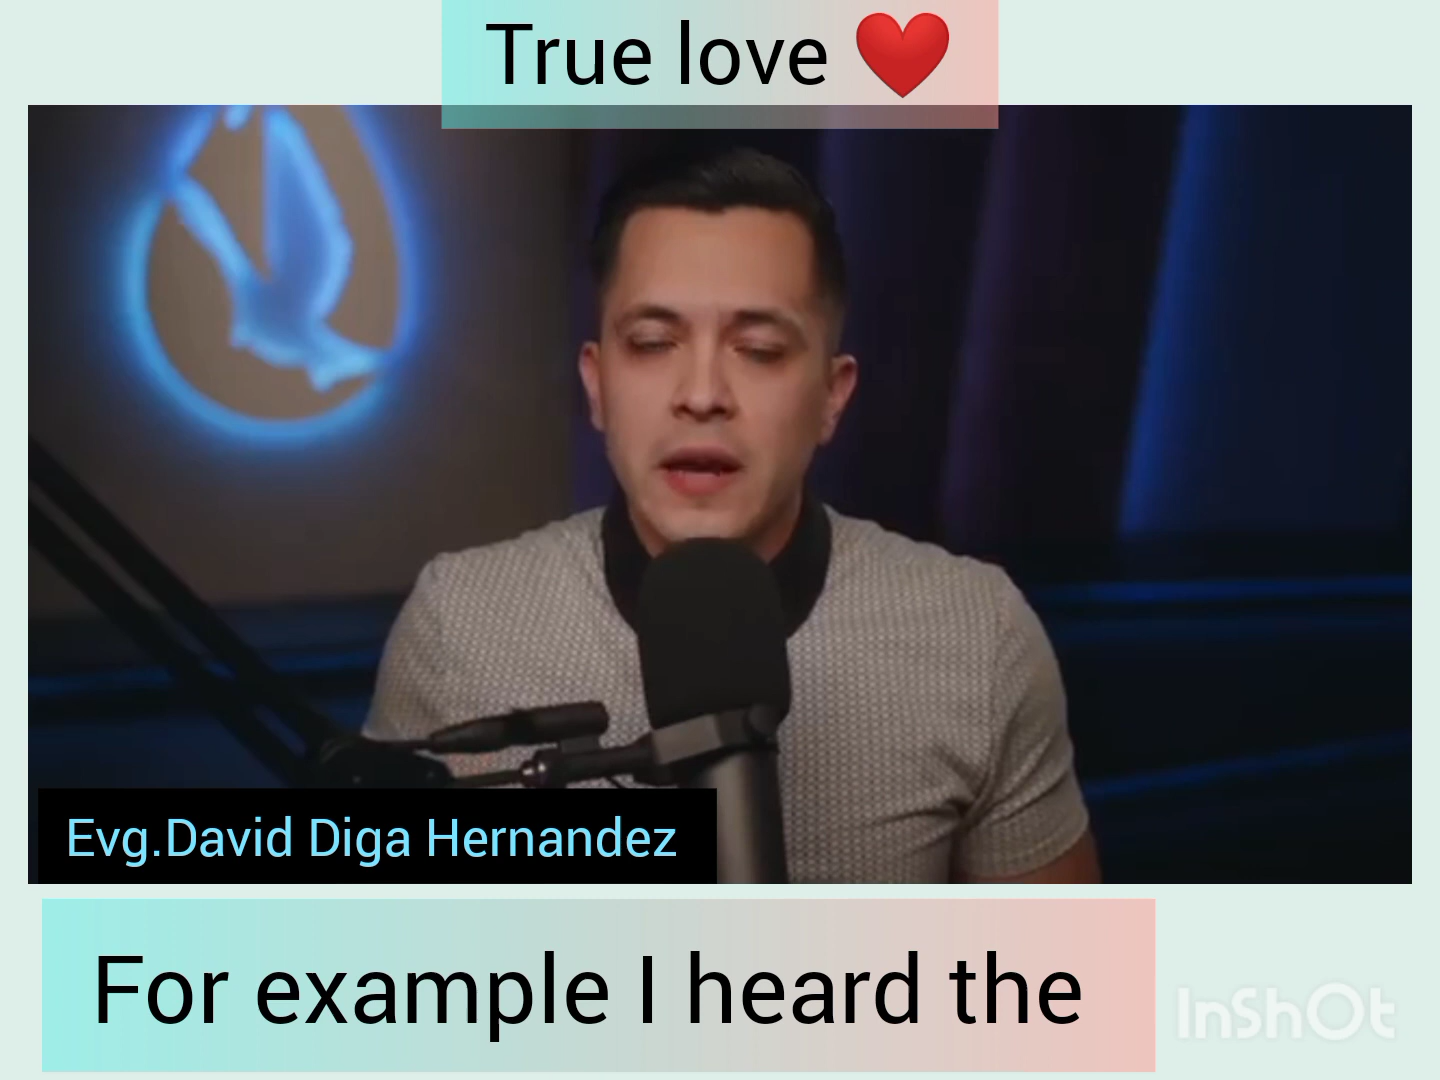 True love ❤️
Evg.David Diga Hernandez
For example I heard the
InShOt